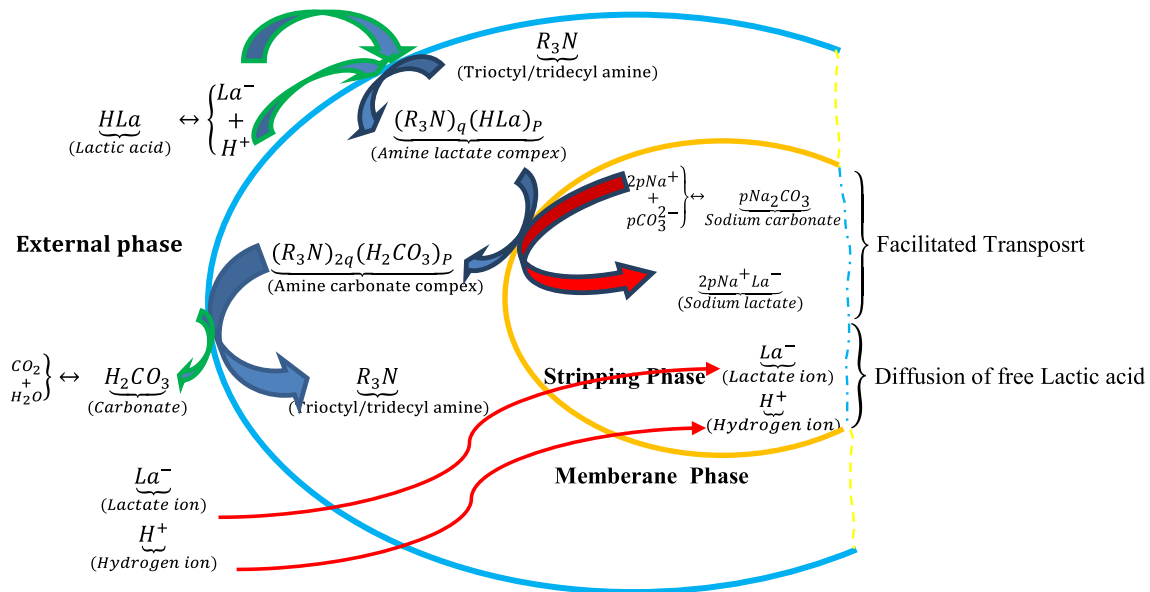 R₃N
(Trioctyl/tridecyl amine)
HLa ↔ { La⁻ + H⁺
(Lactic acid)
(R₃N)q(HLa)P
(Amine lactate compex)
2pNa⁺ + pCO₃²⁻ } ↔ pNa₂CO₃
Sodium carbonate
External phase
(R₃N)₂q(H₂CO₃)P
(Amine carbonate compex)
Facilitated Transposrt
2pNa⁺La⁻
(Sodium lactate)
CO₂ + H₂O } ↔ H₂CO₃
(Carbonate)
R₃N
(Trioctyl/tridecyl amine)
Stripping Phase
La⁻
(Lactate ion)
H⁺
(Hydrogen ion)
Diffusion of free Lactic acid
Memberane Phase
La⁻
(Lactate ion)
H⁺
(Hydrogen ion)